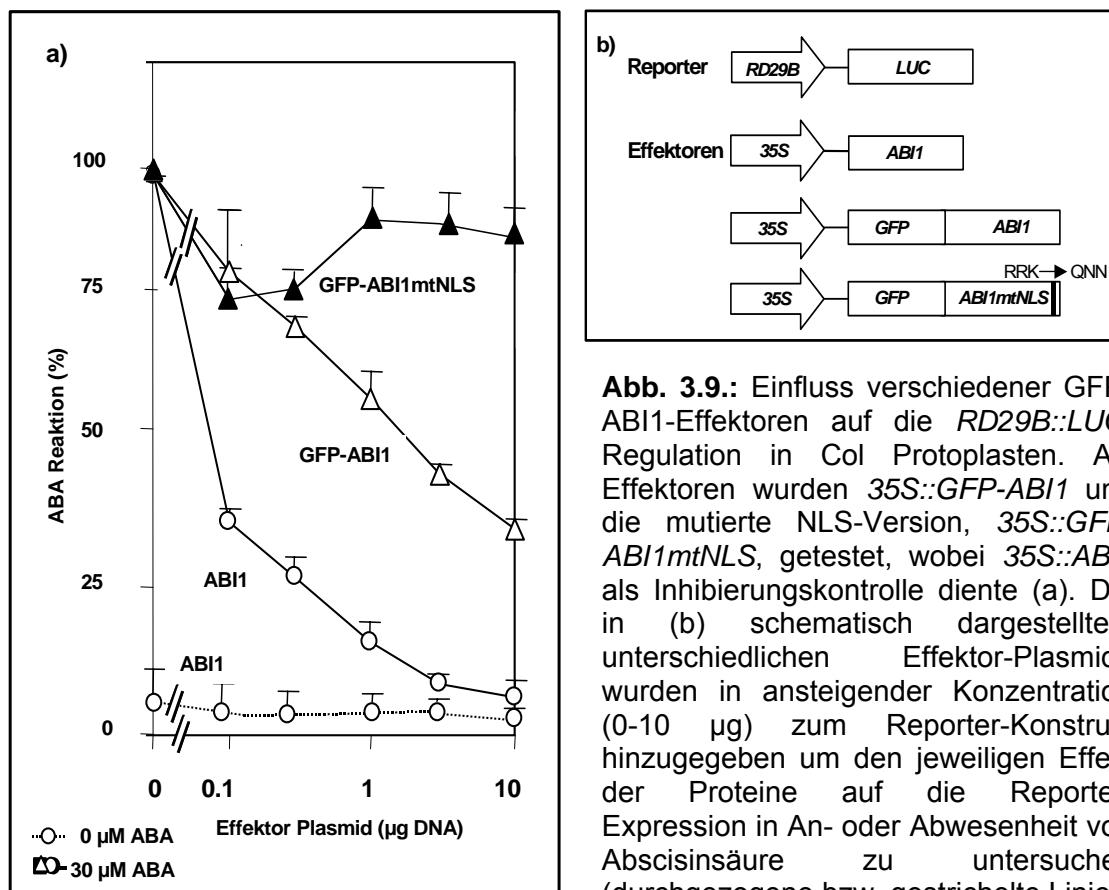 a)
100
75
50
25
0
ABA Reaktion (%)
GFP-ABI1mtNLS
GFP-ABI1
ABI1
ABI1
0 0.1 1 10
Effektor Plasmid (µg DNA)
0 µM ABA
30 µM ABA
b)
Reporter RD29B LUC
Effektoren 35S ABI1
35S GFP ABI1
RRK QNN
35S GFP ABI1mtNLS
Abb. 3.9.: Einfluss verschiedener GF
ABI1-Effektoren auf die RD29B::LU
Regulation in Col Protoplasten. A
Effektoren wurden 35S::GFP-ABI1 un
die mutierte NLS-Version, 35S::GF
ABI1mtNLS, getestet, wobei 35S::AB
als Inhibierungskontrolle diente (a). D
in (b) schematisch dargestellte
unterschiedlichen Effektor-Plasmid
wurden in ansteigender Konzentratio
(0-10 µg) zum Reporter-Konstru
hinzugegeben um den jeweiligen Effe
der Proteine auf die Reporte
Expression in An- oder Abwesenheit vo
Abscisinsäure zu untersuche
(durchgezogene bzw. gestrichelte Linie